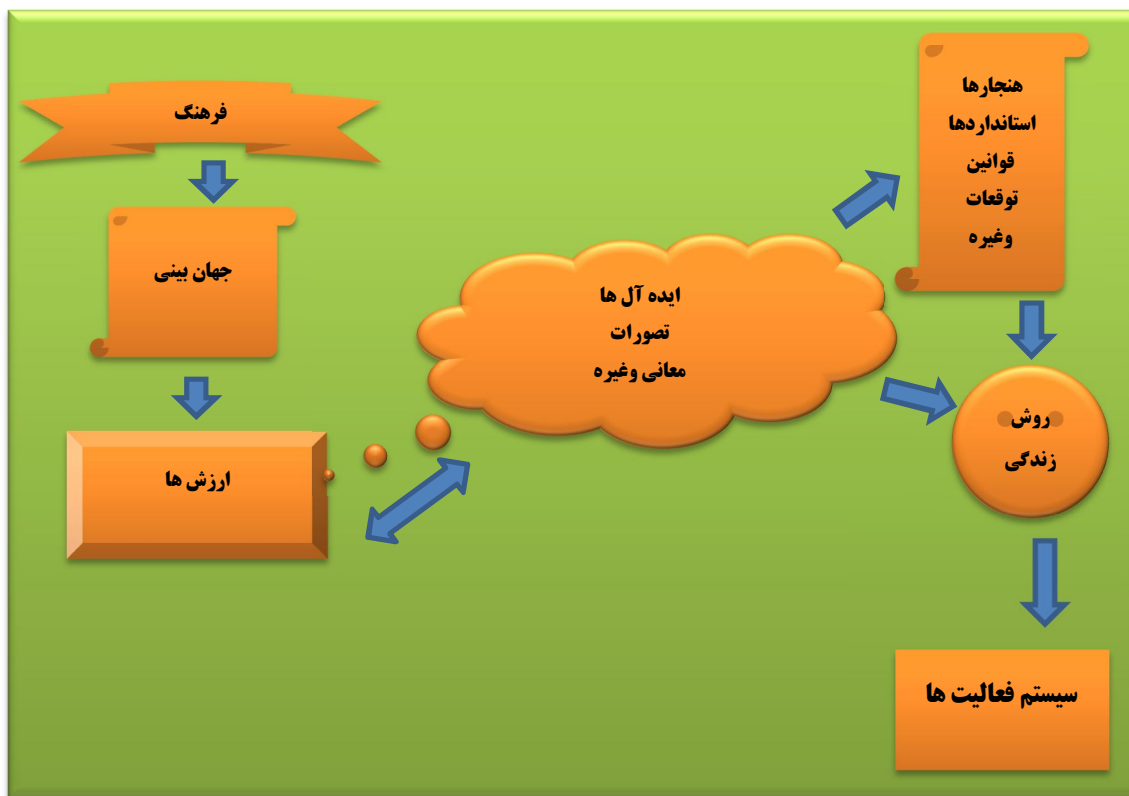 فرهنگ
جهان بینی
ارزش ها
ایده آل ها
تصورات
معانی وغیره
هنجارها
استانداردها
قوانین
توقعات
وغیره
روش
زندگی
سیستم فعالیت ها